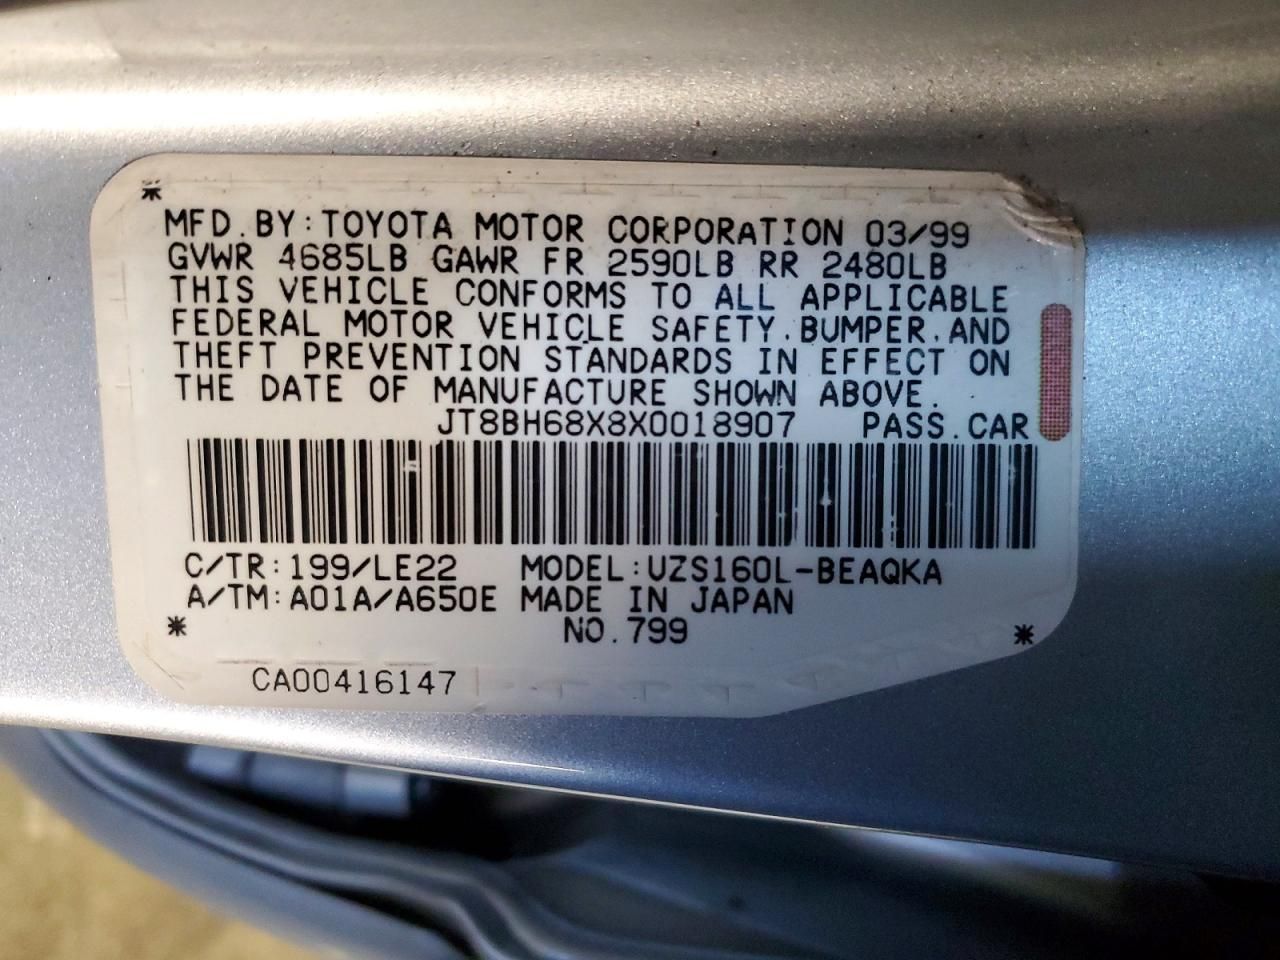 MFD. BY: TOYOTA MOTOR CORPORATION 03/99
GVWR 4685LB GAWR FR 2590LB RR 2480LB
THIS VEHICLE CONFORMS TO ALL APPLICABLE
FEDERAL MOTOR VEHICLE SAFETY, BUMPER, AND
THEFT PREVENTION STANDARDS IN EFFECT ON
THE DATE OF MANUFACTURE SHOWN ABOVE.
JT8BH68X8X0018907 PASS. CAR
C/TR: 199/LE22 MODEL: UZS160L-BEAQKA
A/TM: A01A/A650E MADE IN JAPAN
NO. 799
CA00416147